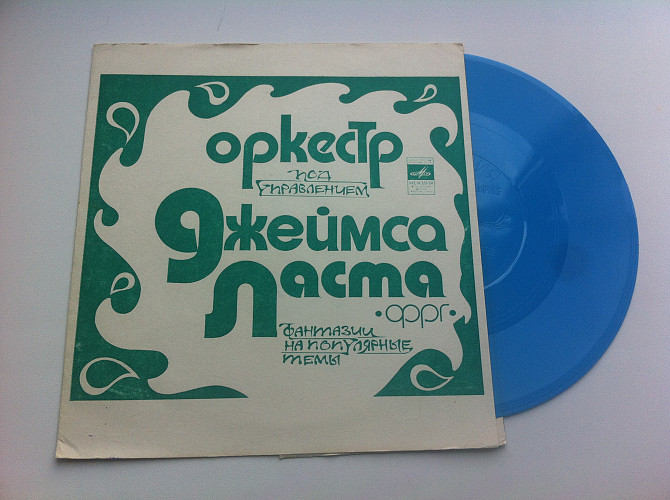 оркестр
под
управлением
Джеймса
Ласта
·ФРГ·
фантазии
на популярные
темы